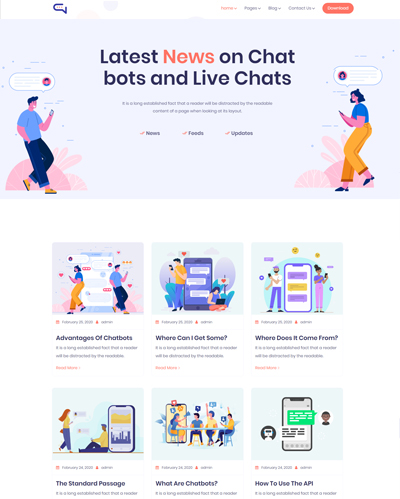 Home Pages Blog Contact Us Download
Latest News on Chat
bots and Live Chats
It is a long established fact that a reader will be distracted by the readable
content of a page when looking at its layout.
News Feeds Updates
February 25, 2020 admin
Advantages Of Chatbots
It is a long established fact that a reader
will be distracted by the readable.
Read More
February 25, 2020 admin
Where Can I Get Some?
It is a long established fact that a reader
will be distracted by the readable.
Read More
February 25, 2020 admin
Where Does It Come From?
It is a long established fact that a reader
will be distracted by the readable.
Read More
February 24, 2020 admin
The Standard Passage
It is a long established fact that a reader
February 24, 2020 admin
What Are Chatbots?
It is a long established fact that a reader
February 24, 2020 admin
How To Use The API
It is a long established fact that a reader